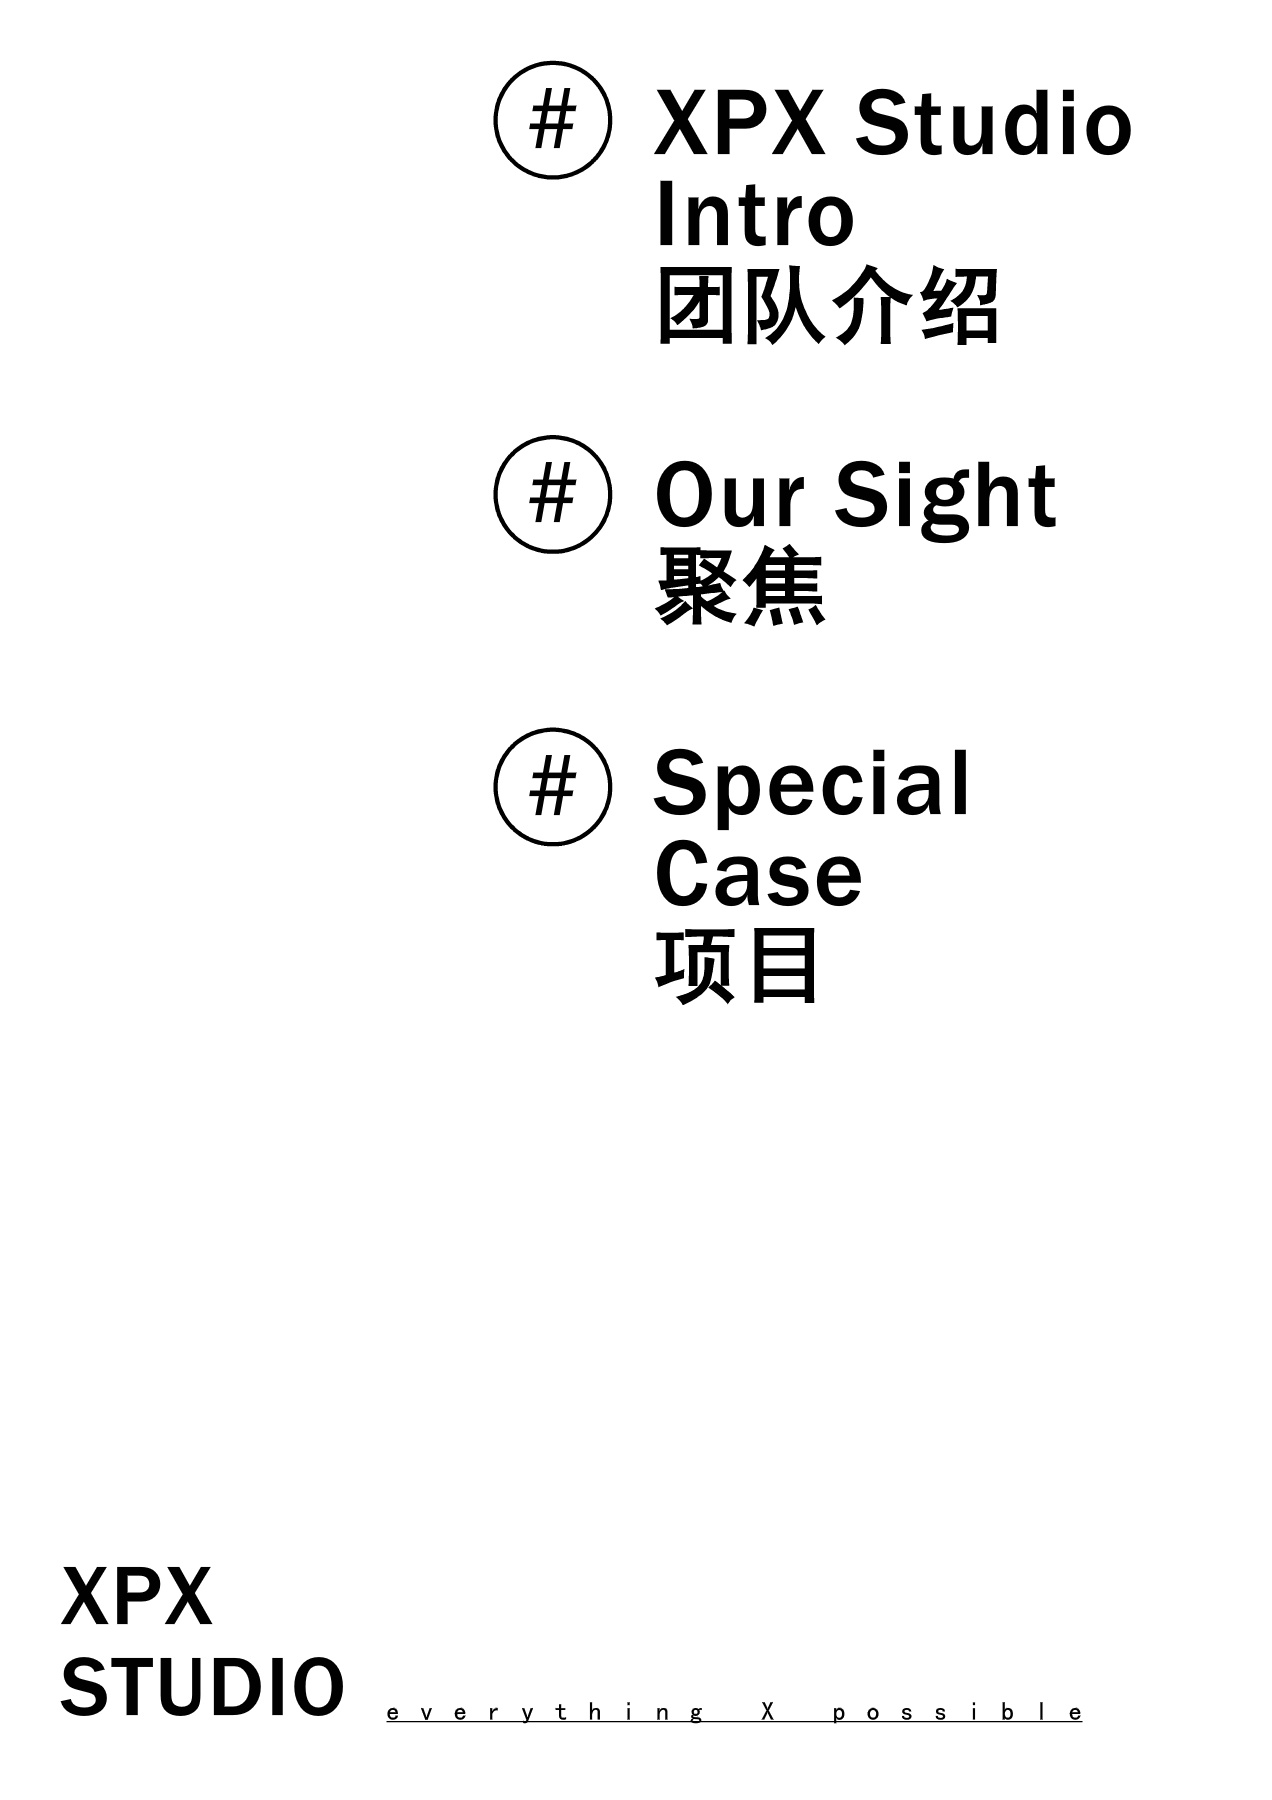 # XPX Studio
Intro
团队介绍
# Our Sight
聚焦
# Special
Case
项目
XPX
STUDIO
everything X possible